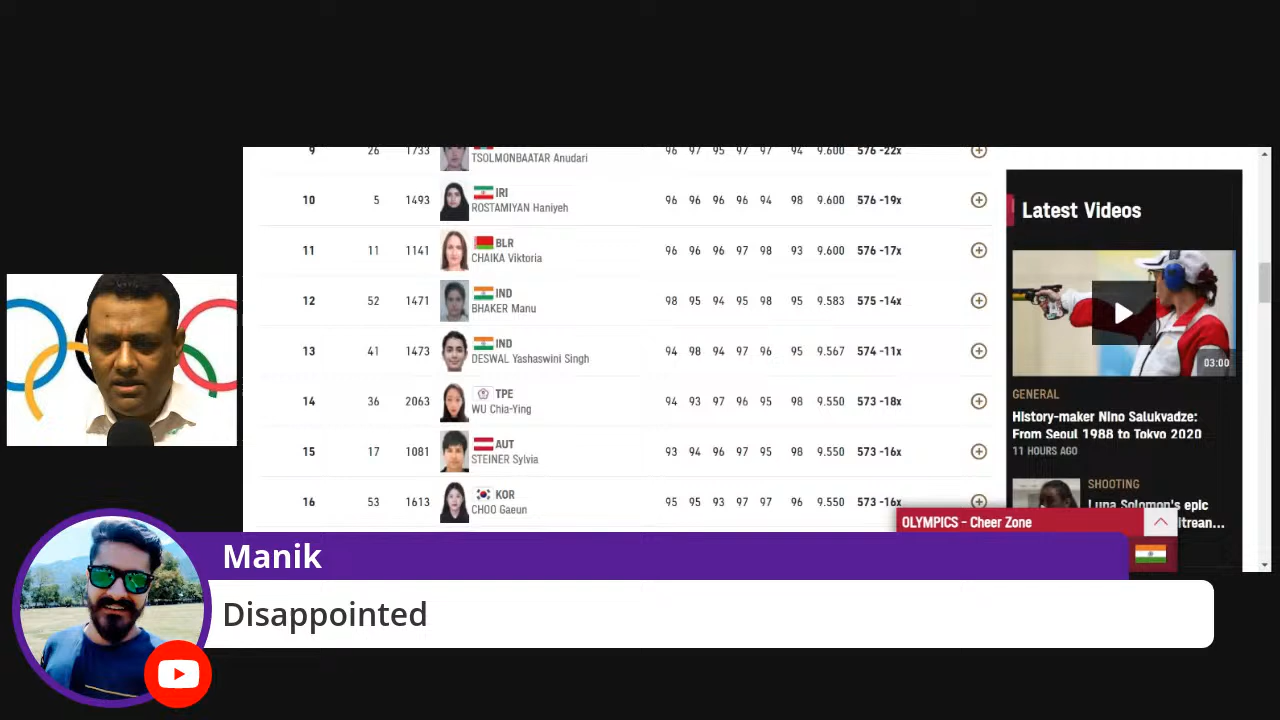 9 26 1733 TSOLMONBAATAR Anudari 96 97 95 97 97 94 9.600 576 -22x
10 5 1493 IRI ROSTAMIYAN Haniyeh 96 96 96 96 94 98 9.600 576 -19x
11 11 1141 BLR CHAIKA Viktoria 96 96 96 97 98 93 9.600 576 -17x
12 52 1471 IND BHAKER Manu 98 95 94 95 98 95 9.583 575 -14x
13 41 1473 IND DESWAL Yashaswini Singh 94 98 94 97 96 95 9.567 574 -11x
14 36 2063 TPE WU Chia-Ying 94 93 97 96 95 98 9.550 573 -18x
15 17 1081 AUT STEINER Sylvia 93 94 96 97 95 98 9.550 573 -16x
16 53 1613 KOR CHOO Gaeun 95 95 93 97 97 96 9.550 573 -16x
Latest Videos
03:00
GENERAL
History-maker Nino Salukvadze:
From Seoul 1988 to Tokyo 2020
11 HOURS AGO
SHOOTING
Luna Solomon's epic
OLYMPICS - Cheer Zone
Manik
Disappointed